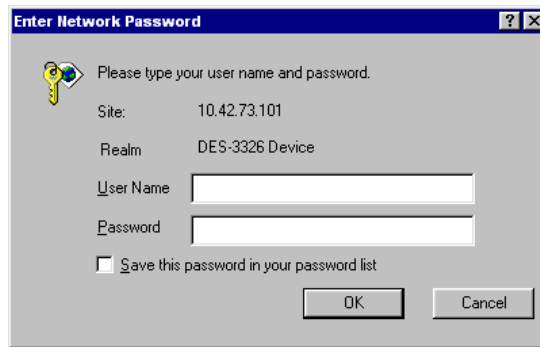 Enter Network Password
Please type your user name and password.
Site: 10.42.73.101
Realm DES-3326 Device
User Name
Password
Save this password in your password list
OK Cancel